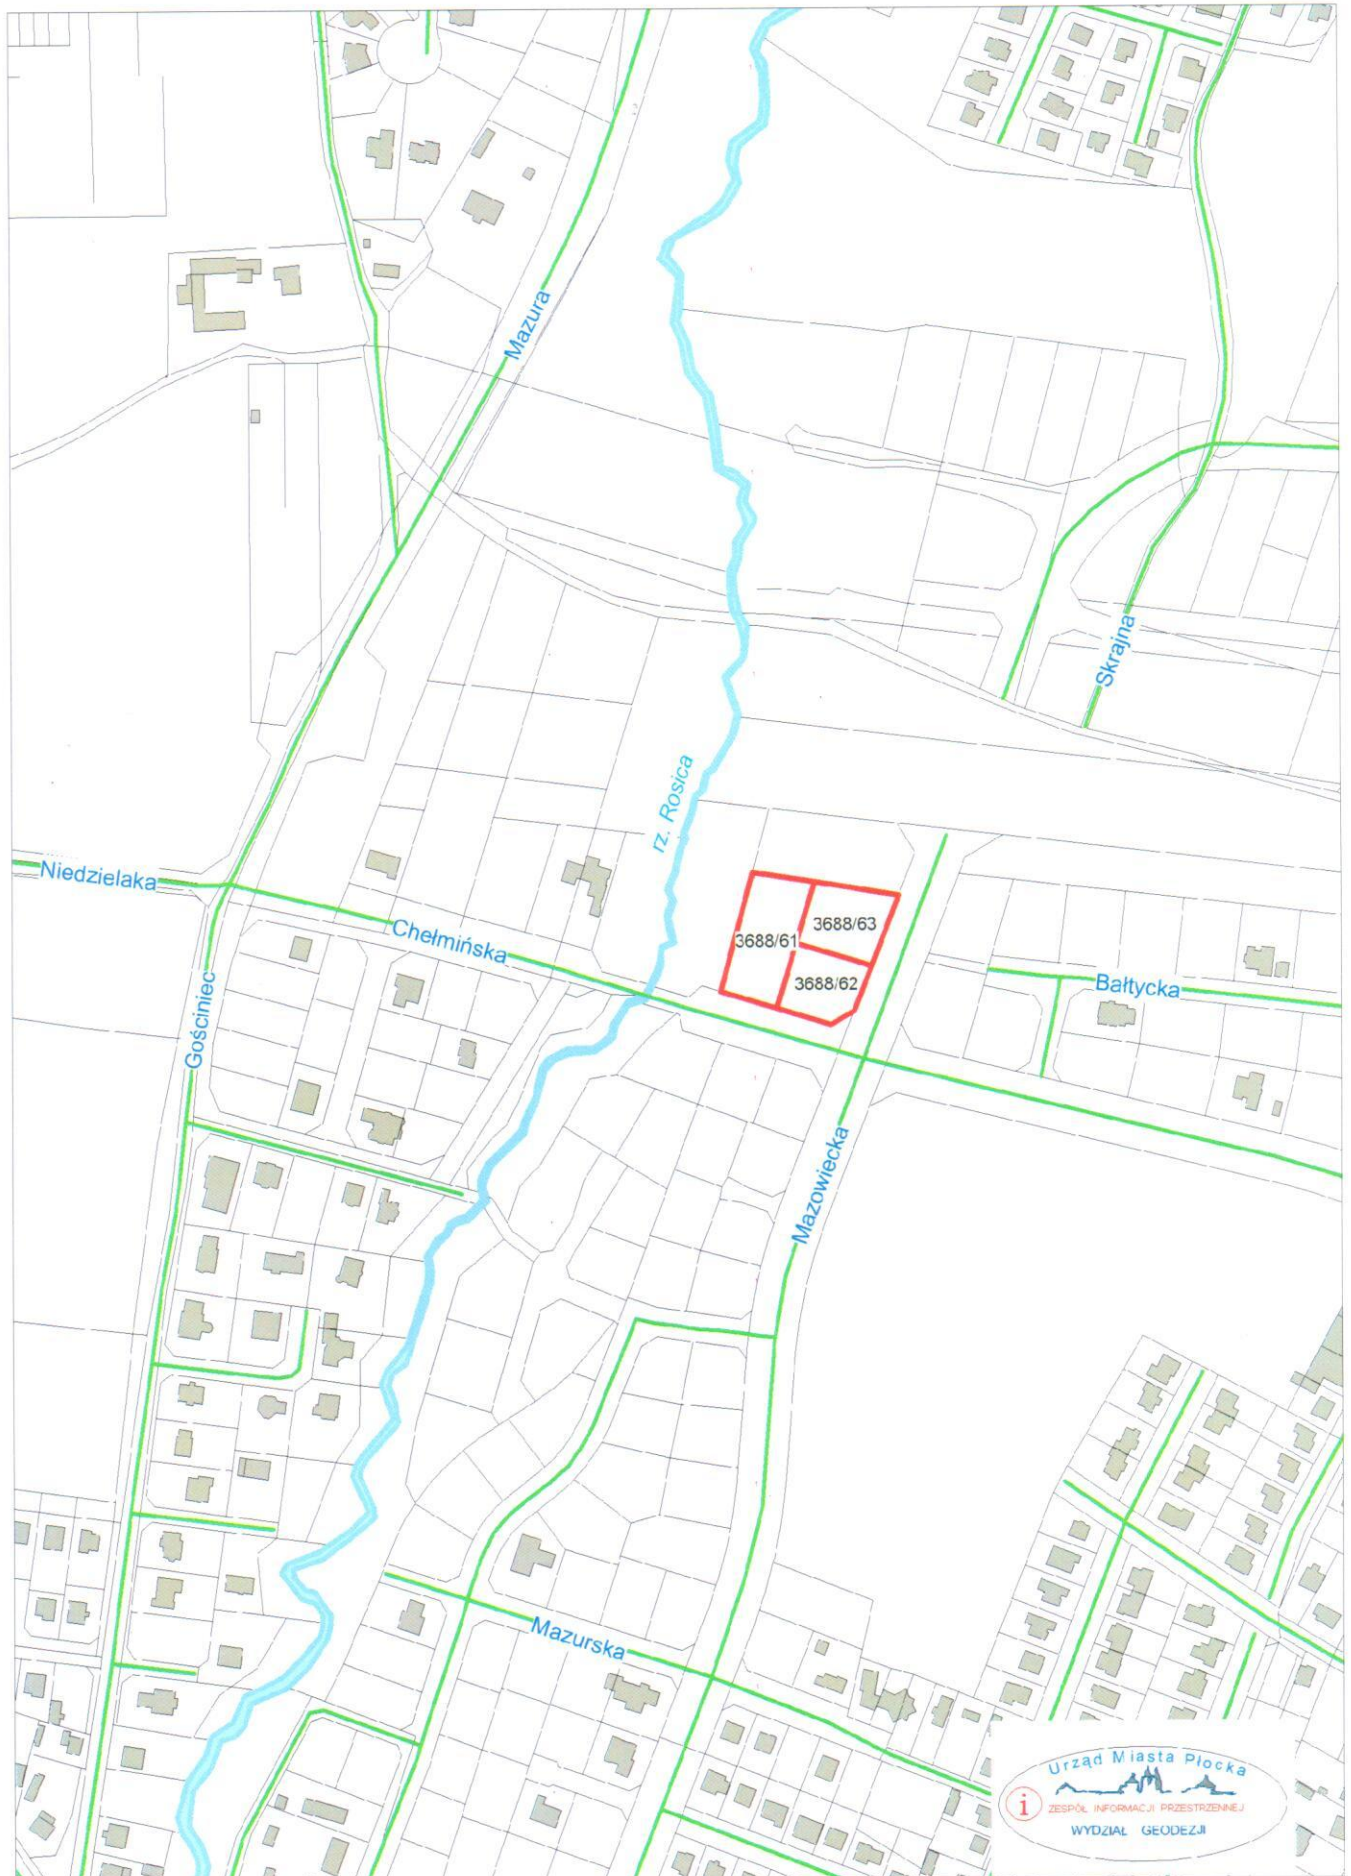 Mazura
Skrajna
rz. Rosica
Niedzielaka
Chełmińska
3688/61
3688/63
3688/62
Bałtycka
Gościniec
Mazowiecka
Mazurska
Urząd Miasta Płocka
i
ZESPÓŁ INFORMACJI PRZESTRZENNEJ
WYDZIAŁ GEODEZJI